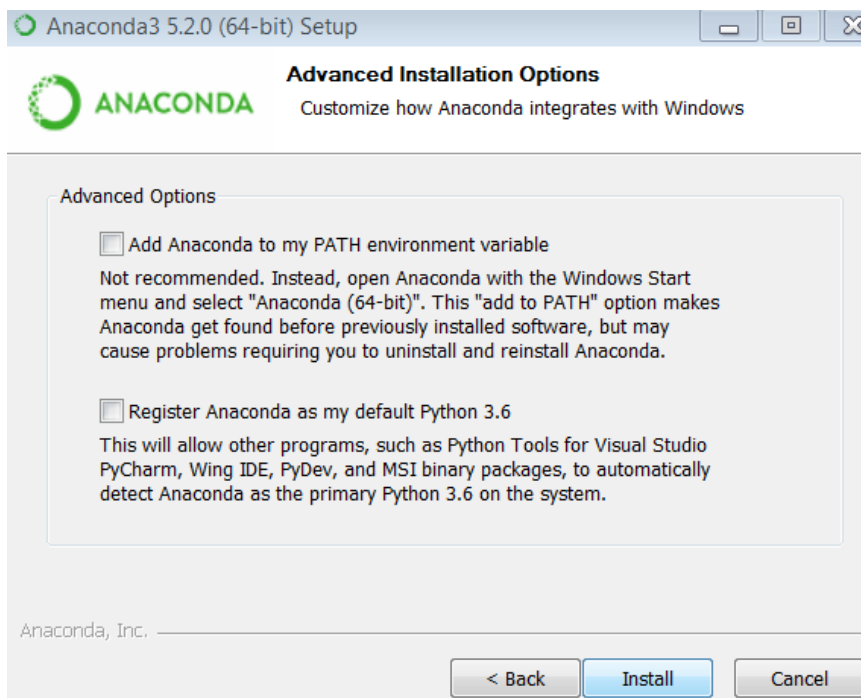 Anaconda3 5.2.0 (64-bit) Setup
Advanced Installation Options
ANACONDA
Customize how Anaconda integrates with Windows
Advanced Options
Add Anaconda to my PATH environment variable
Not recommended. Instead, open Anaconda with the Windows Start
menu and select "Anaconda (64-bit)". This "add to PATH" option makes
Anaconda get found before previously installed software, but may
cause problems requiring you to uninstall and reinstall Anaconda.
Register Anaconda as my default Python 3.6
This will allow other programs, such as Python Tools for Visual Studio
PyCharm, Wing IDE, PyDev, and MSI binary packages, to automatically
detect Anaconda as the primary Python 3.6 on the system.
Anaconda, Inc.
< Back Install Cancel